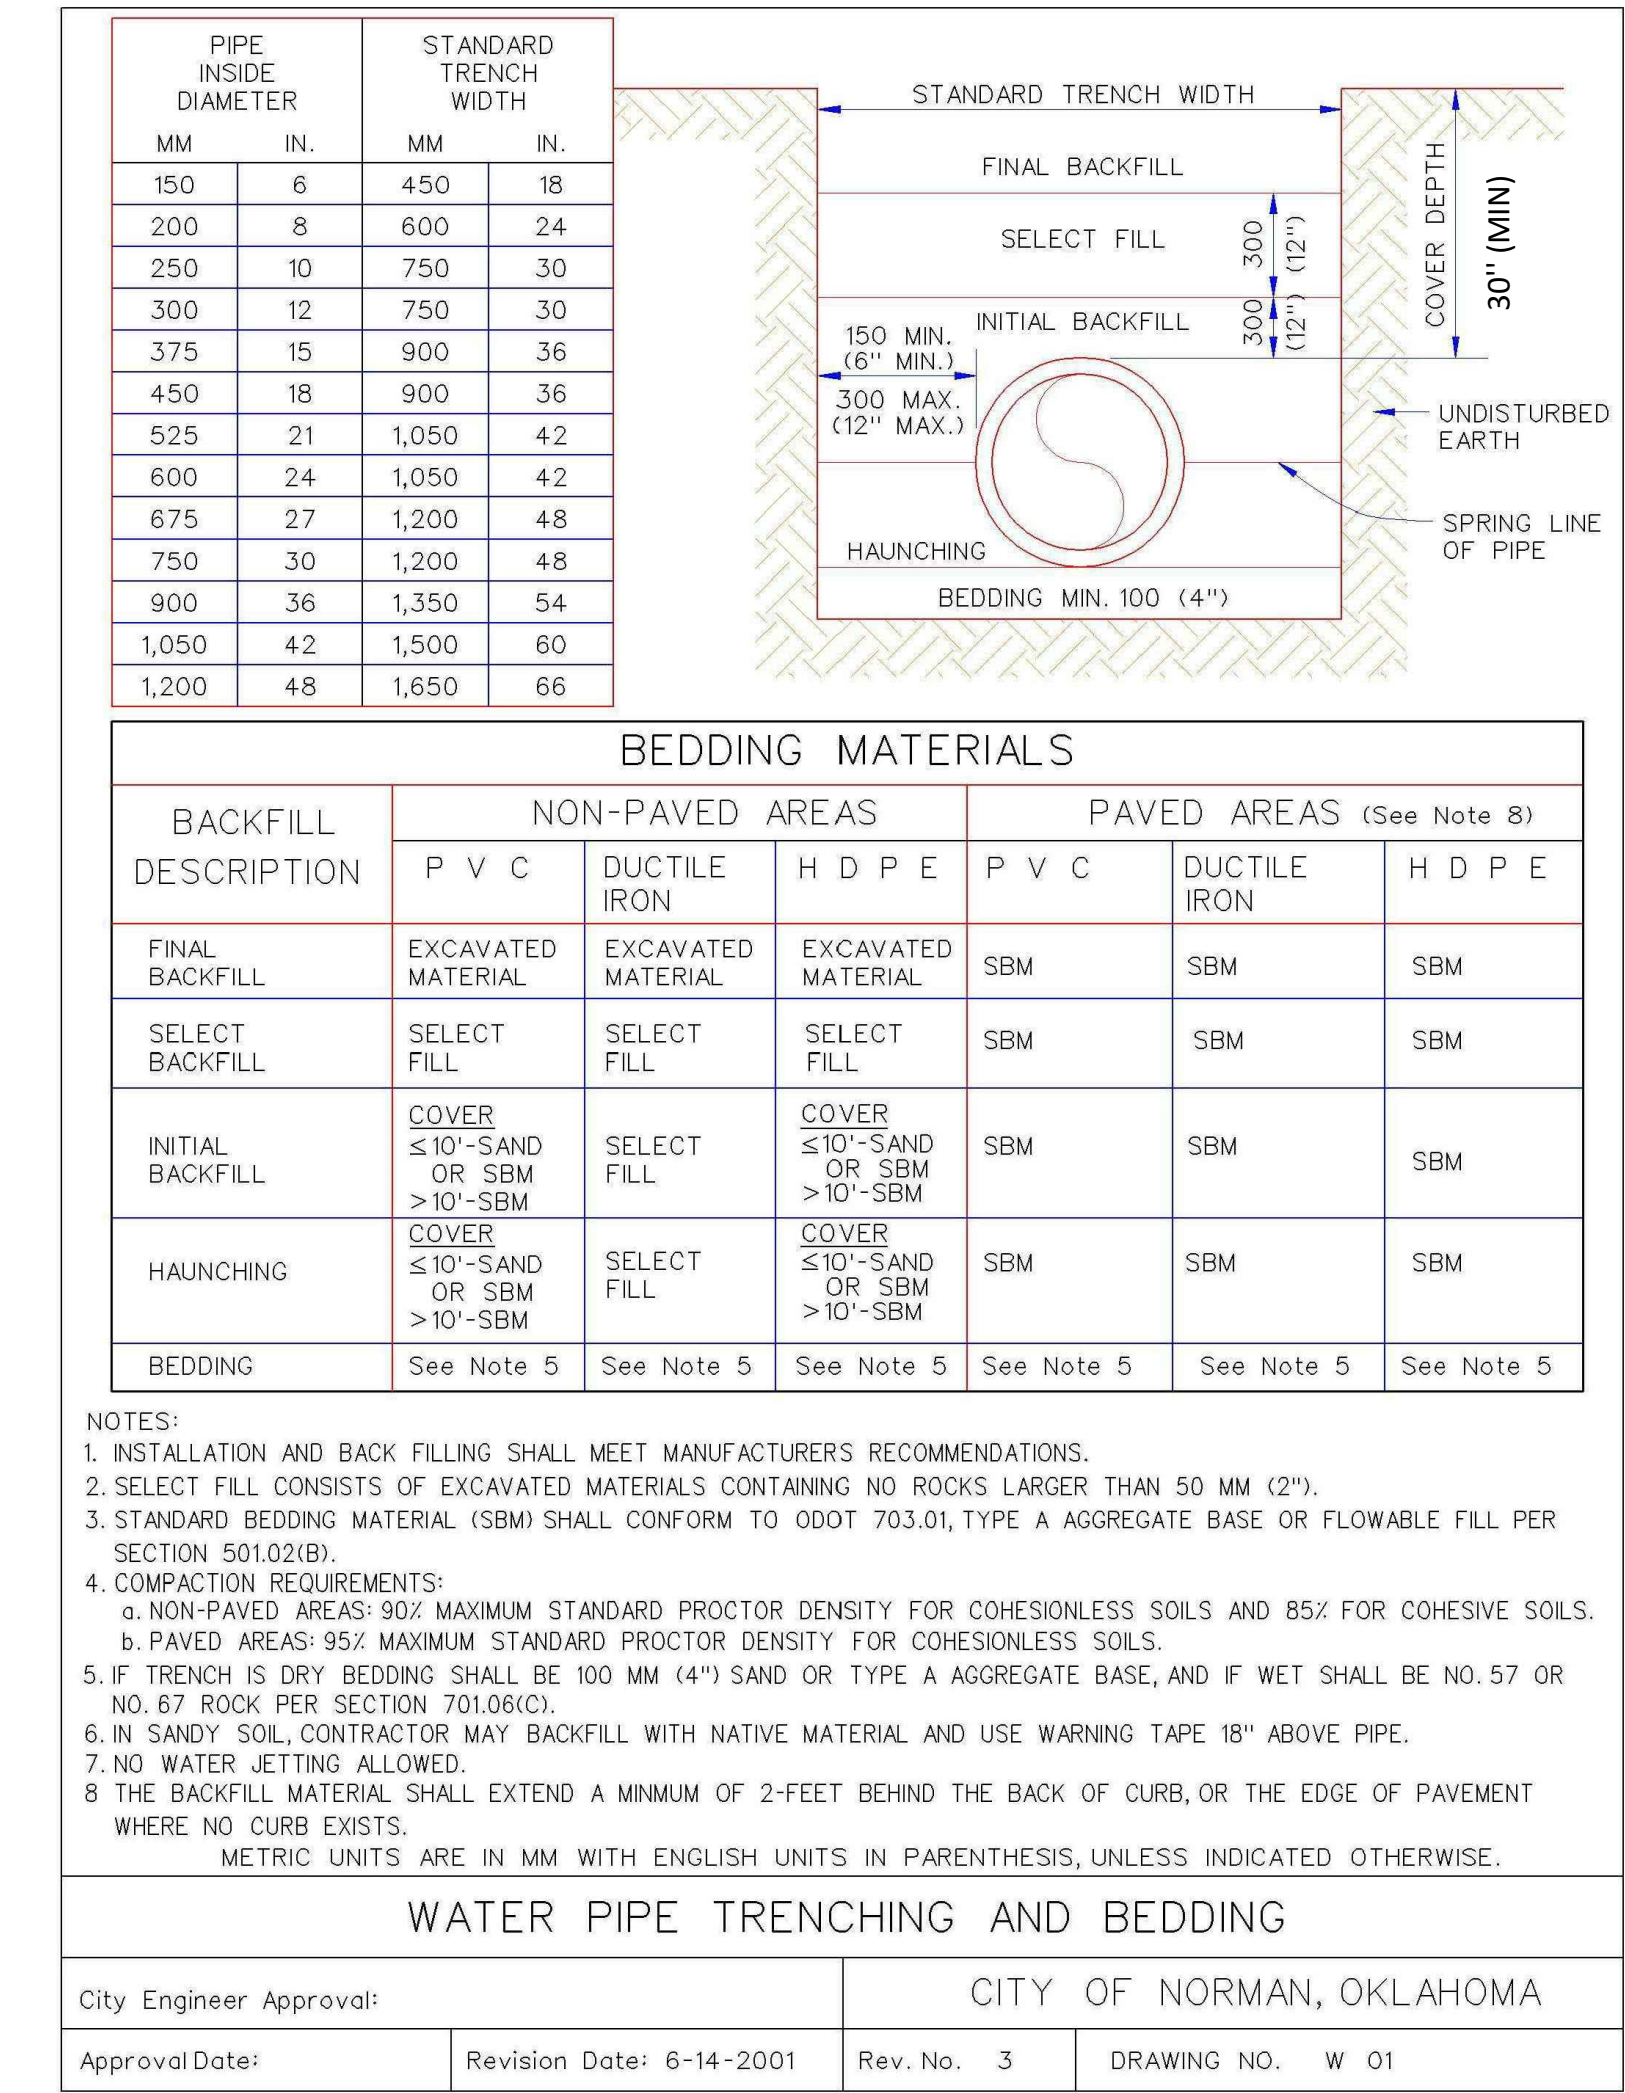 PIPE INSIDE DIAMETER STANDARD TRENCH WIDTH
MM IN. MM IN.
150 6 450 18
200 8 600 24
250 10 750 30
300 12 750 30
375 15 900 36
450 18 900 36
525 21 1,050 42
600 24 1,050 42
675 27 1,200 48
750 30 1,200 48
900 36 1,350 54
1,050 42 1,500 60
1,200 48 1,650 66
STANDARD TRENCH WIDTH
FINAL BACKFILL
SELECT FILL
300
(12")
INITIAL BACKFILL
300
(12")
150 MIN.
(6" MIN.)
300 MAX.
(12" MAX.)
COVER DEPTH
30" (MIN)
UNDISTURBED
EARTH
SPRING LINE
OF PIPE
HAUNCHING
BEDDING MIN. 100 (4")
BEDDING MATERIALS
BACKFILL
DESCRIPTION
NON-PAVED AREAS
PAVED AREAS (See Note 8)
PVC
DUCTILE
IRON
HDPE
PVC
DUCTILE
IRON
HDPE
FINAL
BACKFILL
EXCAVATED
MATERIAL
EXCAVATED
MATERIAL
EXCAVATED
MATERIAL
SBM
SBM
SBM
SELECT
BACKFILL
SELECT
FILL
SELECT
FILL
SELECT
FILL
SBM
SBM
SBM
INITIAL
BACKFILL
COVER
≤10'-SAND
OR SBM
>10'-SBM
SELECT
FILL
COVER
≤10'-SAND
OR SBM
>10'-SBM
SBM
SBM
SBM
HAUNCHING
COVER
≤10'-SAND
OR SBM
>10'-SBM
SELECT
FILL
COVER
≤10'-SAND
OR SBM
>10'-SBM
SBM
SBM
SBM
BEDDING
See Note 5
See Note 5
See Note 5
See Note 5
See Note 5
See Note 5
NOTES:
1. INSTALLATION AND BACK FILLING SHALL MEET MANUFACTURERS RECOMMENDATIONS.
2. SELECT FILL CONSISTS OF EXCAVATED MATERIALS CONTAINING NO ROCKS LARGER THAN 50 MM (2").
3. STANDARD BEDDING MATERIAL (SBM) SHALL CONFORM TO ODOT 703.01, TYPE A AGGREGATE BASE OR FLOWABLE FILL PER
SECTION 501.02(B).
4. COMPACTION REQUIREMENTS:
a. NON-PAVED AREAS: 90% MAXIMUM STANDARD PROCTOR DENSITY FOR COHESIONLESS SOILS AND 85% FOR COHESIVE SOILS.
b. PAVED AREAS: 95% MAXIMUM STANDARD PROCTOR DENSITY FOR COHESIONLESS SOILS.
5. IF TRENCH IS DRY BEDDING SHALL BE 100 MM (4") SAND OR TYPE A AGGREGATE BASE, AND IF WET SHALL BE NO. 57 OR
NO. 67 ROCK PER SECTION 701.06(C).
6. IN SANDY SOIL, CONTRACTOR MAY BACKFILL WITH NATIVE MATERIAL AND USE WARNING TAPE 18" ABOVE PIPE.
7. NO WATER JETTING ALLOWED.
8 THE BACKFILL MATERIAL SHALL EXTEND A MINMUM OF 2-FEET BEHIND THE BACK OF CURB, OR THE EDGE OF PAVEMENT
WHERE NO CURB EXISTS.
METRIC UNITS ARE IN MM WITH ENGLISH UNITS IN PARENTHESIS, UNLESS INDICATED OTHERWISE.
WATER PIPE TRENCHING AND BEDDING
City Engineer Approval:
CITY OF NORMAN, OKLAHOMA
Approval Date:
Revision Date: 6-14-2001
Rev. No. 3
DRAWING NO. W 01